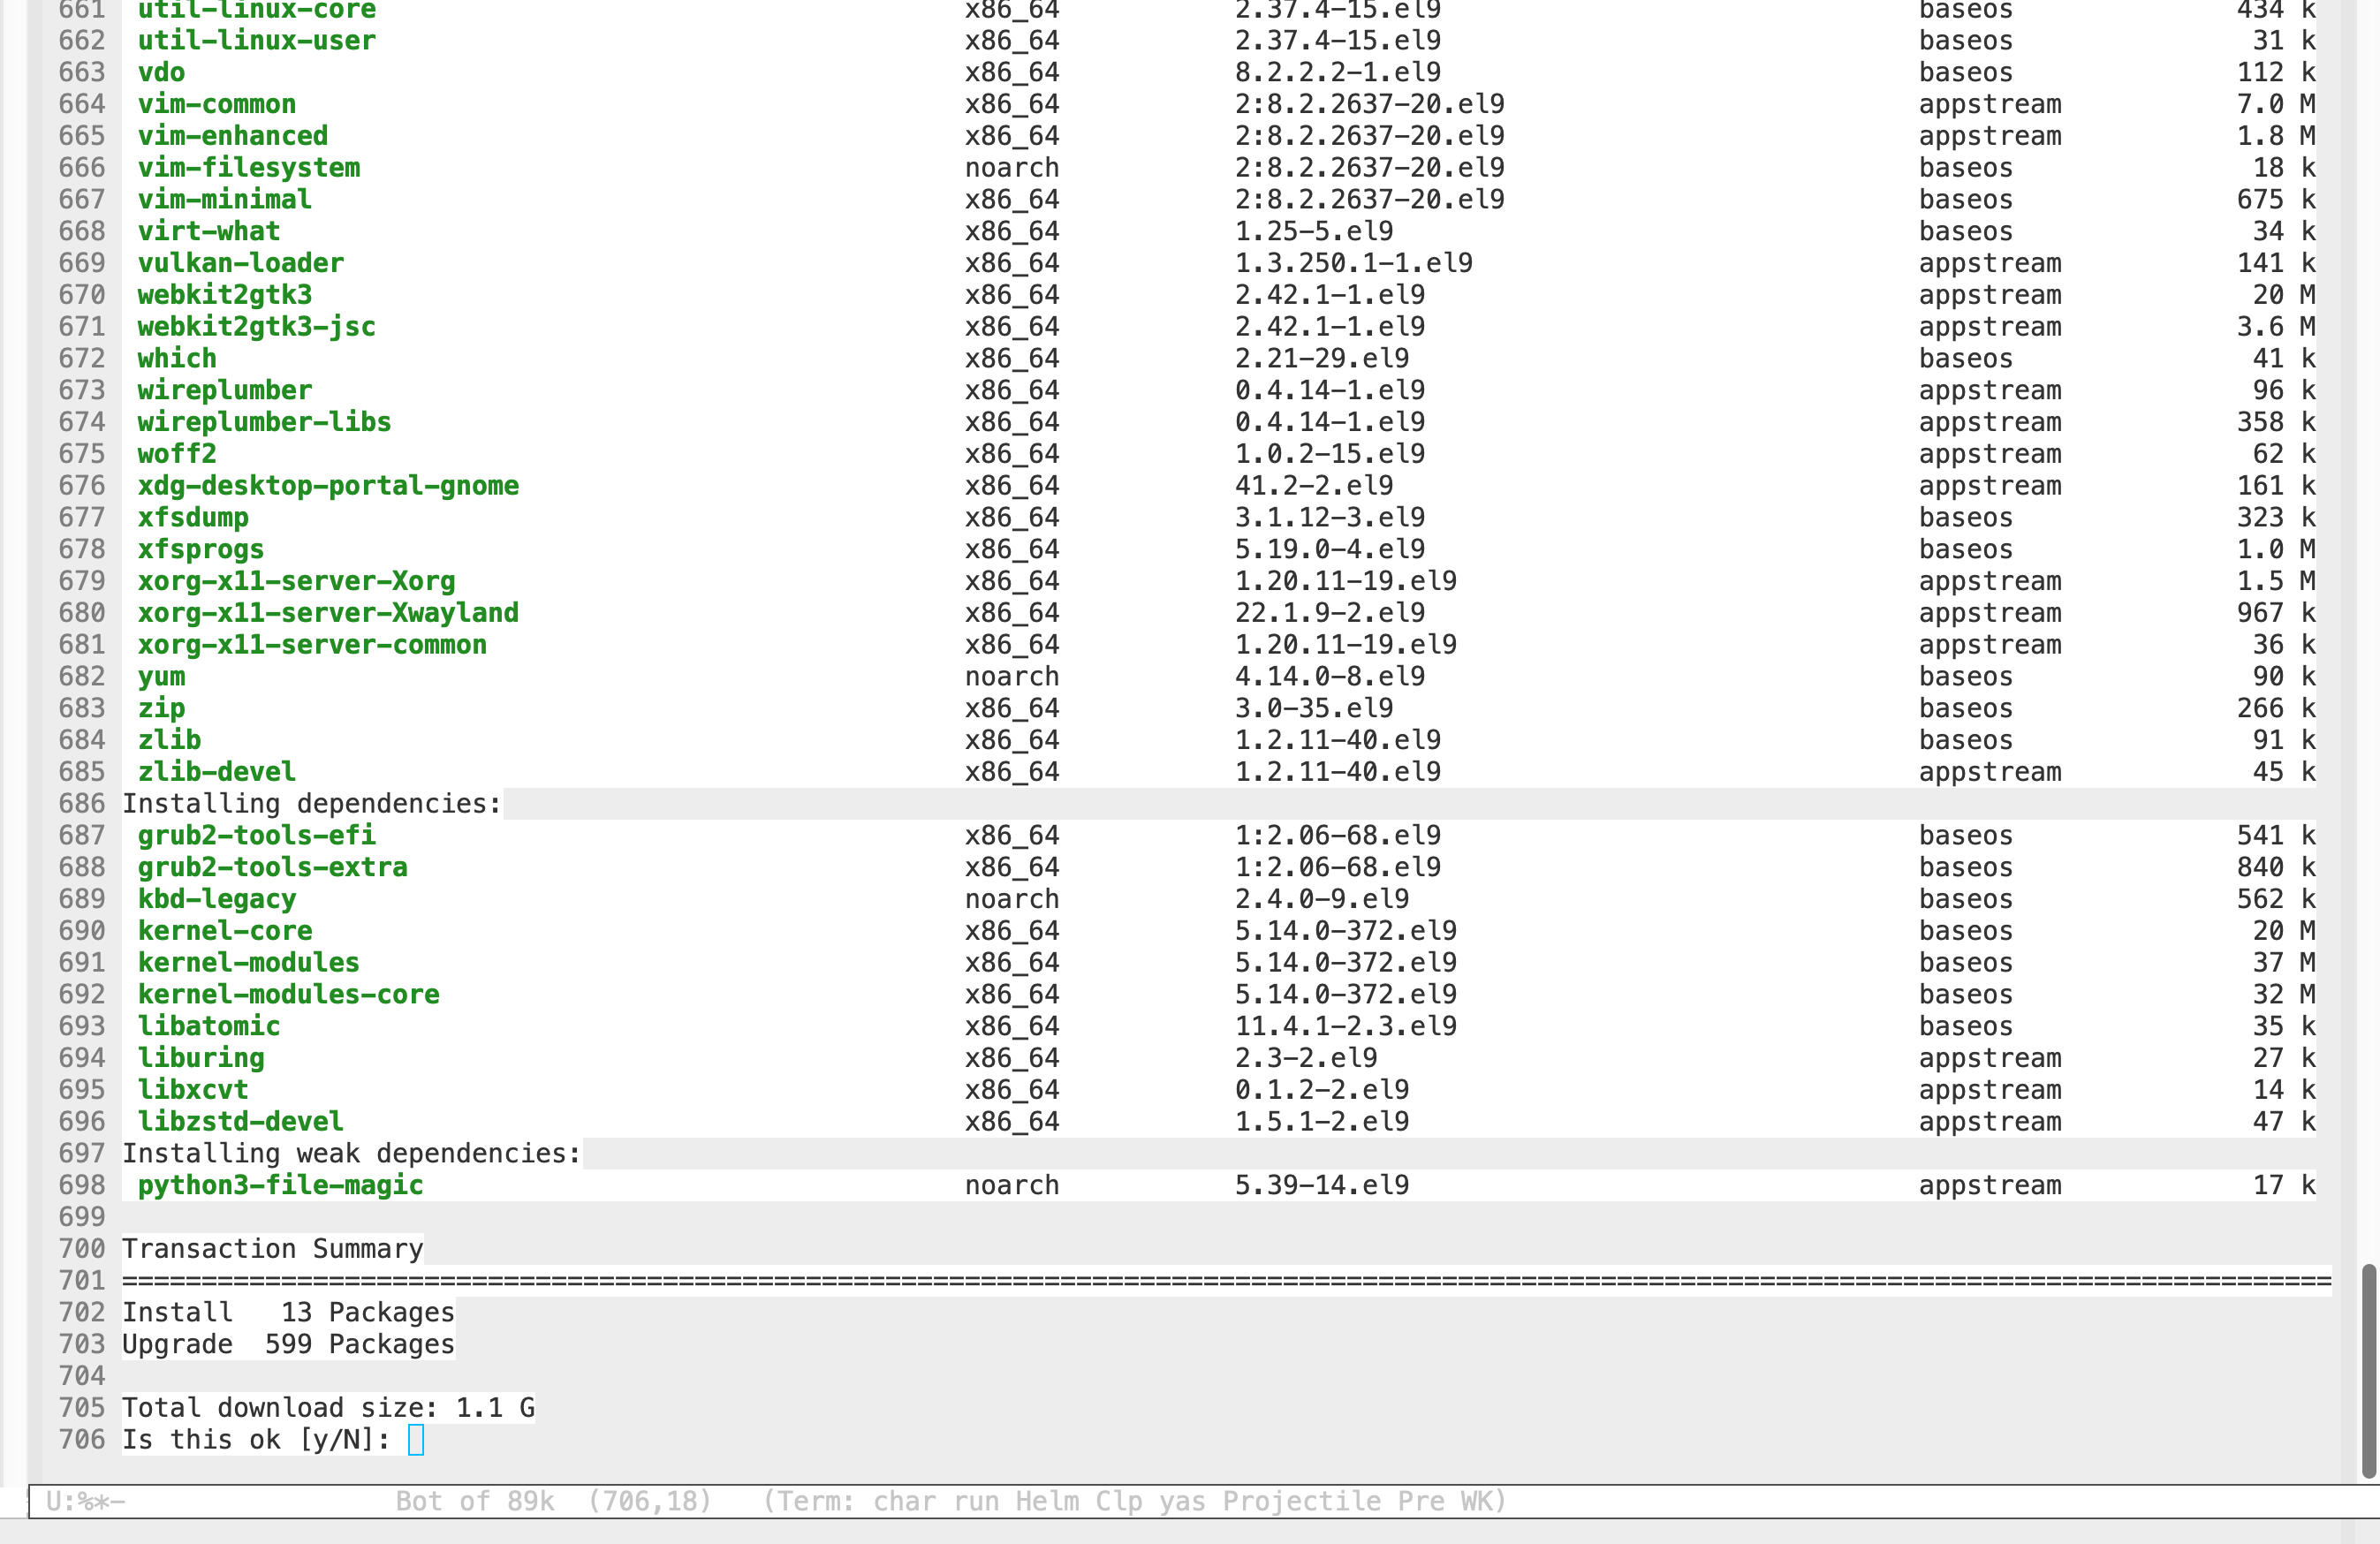 661 util-linux-core x86_64 2.37.4-15.el9 baseos 434 k
662 util-linux-user x86_64 2.37.4-15.el9 baseos 31 k
663 vdo x86_64 8.2.2.2-1.el9 baseos 112 k
664 vim-common x86_64 2:8.2.2637-20.el9 appstream 7.0 M
665 vim-enhanced x86_64 2:8.2.2637-20.el9 appstream 1.8 M
666 vim-filesystem noarch 2:8.2.2637-20.el9 baseos 18 k
667 vim-minimal x86_64 2:8.2.2637-20.el9 baseos 675 k
668 virt-what x86_64 1.25-5.el9 baseos 34 k
669 vulkan-loader x86_64 1.3.250.1-1.el9 appstream 141 k
670 webkit2gtk3 x86_64 2.42.1-1.el9 appstream 20 M
671 webkit2gtk3-jsc x86_64 2.42.1-1.el9 appstream 3.6 M
672 which x86_64 2.21-29.el9 baseos 41 k
673 wireplumber x86_64 0.4.14-1.el9 appstream 96 k
674 wireplumber-libs x86_64 0.4.14-1.el9 appstream 358 k
675 woff2 x86_64 1.0.2-15.el9 appstream 62 k
676 xdg-desktop-portal-gnome x86_64 41.2-2.el9 appstream 161 k
677 xfsdump x86_64 3.1.12-3.el9 baseos 323 k
678 xfsprogs x86_64 5.19.0-4.el9 baseos 1.0 M
679 xorg-x11-server-Xorg x86_64 1.20.11-19.el9 appstream 1.5 M
680 xorg-x11-server-Xwayland x86_64 22.1.9-2.el9 appstream 967 k
681 xorg-x11-server-common x86_64 1.20.11-19.el9 appstream 36 k
682 yum noarch 4.14.0-8.el9 baseos 90 k
683 zip x86_64 3.0-35.el9 baseos 266 k
684 zlib x86_64 1.2.11-40.el9 baseos 91 k
685 zlib-devel x86_64 1.2.11-40.el9 appstream 45 k
686 Installing dependencies:
687 grub2-tools-efi x86_64 1:2.06-68.el9 baseos 541 k
688 grub2-tools-extra x86_64 1:2.06-68.el9 baseos 840 k
689 kbd-legacy noarch 2.4.0-9.el9 baseos 562 k
690 kernel-core x86_64 5.14.0-372.el9 baseos 20 M
691 kernel-modules x86_64 5.14.0-372.el9 baseos 37 M
692 kernel-modules-core x86_64 5.14.0-372.el9 baseos 32 M
693 libatomic x86_64 11.4.1-2.3.el9 baseos 35 k
694 liburing x86_64 2.3-2.el9 appstream 27 k
695 libxcvt x86_64 0.1.2-2.el9 appstream 14 k
696 libzstd-devel x86_64 1.5.1-2.el9 appstream 47 k
697 Installing weak dependencies:
698 python3-file-magic noarch 5.39-14.el9 appstream 17 k
699
700 Transaction Summary
701 ===========================================================================================================================================
702 Install 13 Packages
703 Upgrade 599 Packages
704
705 Total download size: 1.1 G
706 Is this ok [y/N]:
U:%*- Bot of 89k (706,18) (Term: char run Helm Clp yas Projectile Pre WK)